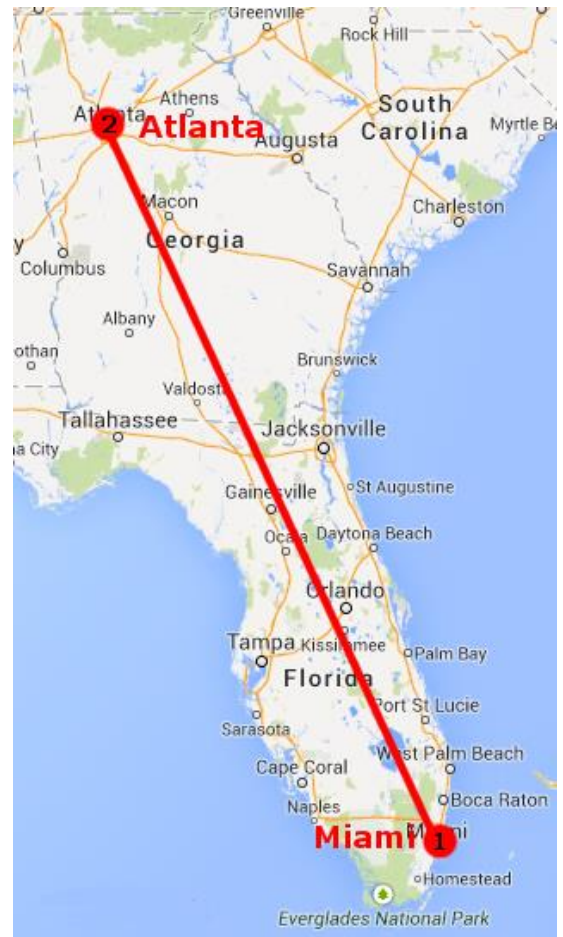 Greenville
Rock Hill
South
Carolina
Athens
Atlanta
2
Atlanta
Augusta
Myrtle Be
Macon
Georgia
Charleston
y
Columbus
Savannah
Albany
othan
Brunswick
Valdosta
Tallahassee
Jacksonville
a City
Gainesville
St Augustine
Ocala
Daytona Beach
Orlando
Tampa
Kissimmee
Palm Bay
Florida
Port St Lucie
Sarasota
West Palm Beach
Cape Coral
Naples
Boca Raton
Miami
Miami
1
Homestead
Everglades National Park